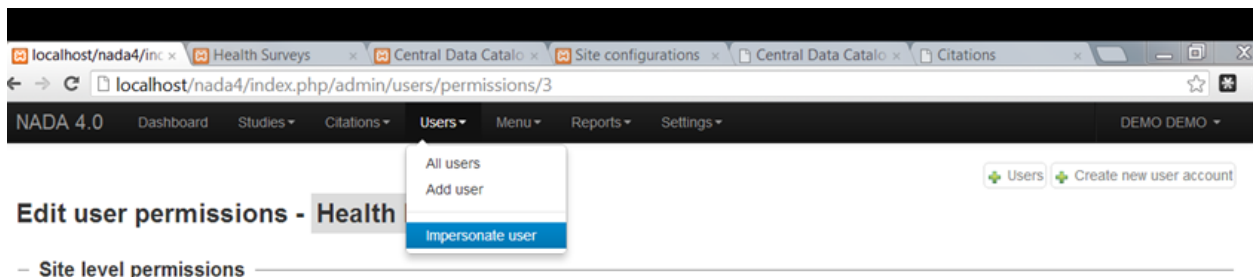 localhost/nada4/inc Health Surveys Central Data Catalo Site configurations Central Data Catalo Citations
localhost/nada4/index.php/admin/users/permissions/3
NADA 4.0 Dashboard Studies Citations Users Menu Reports Settings DEMO DEMO
All users
Add user
Impersonate user
Users Create new user account
Edit user permissions - Health
Site level permissions